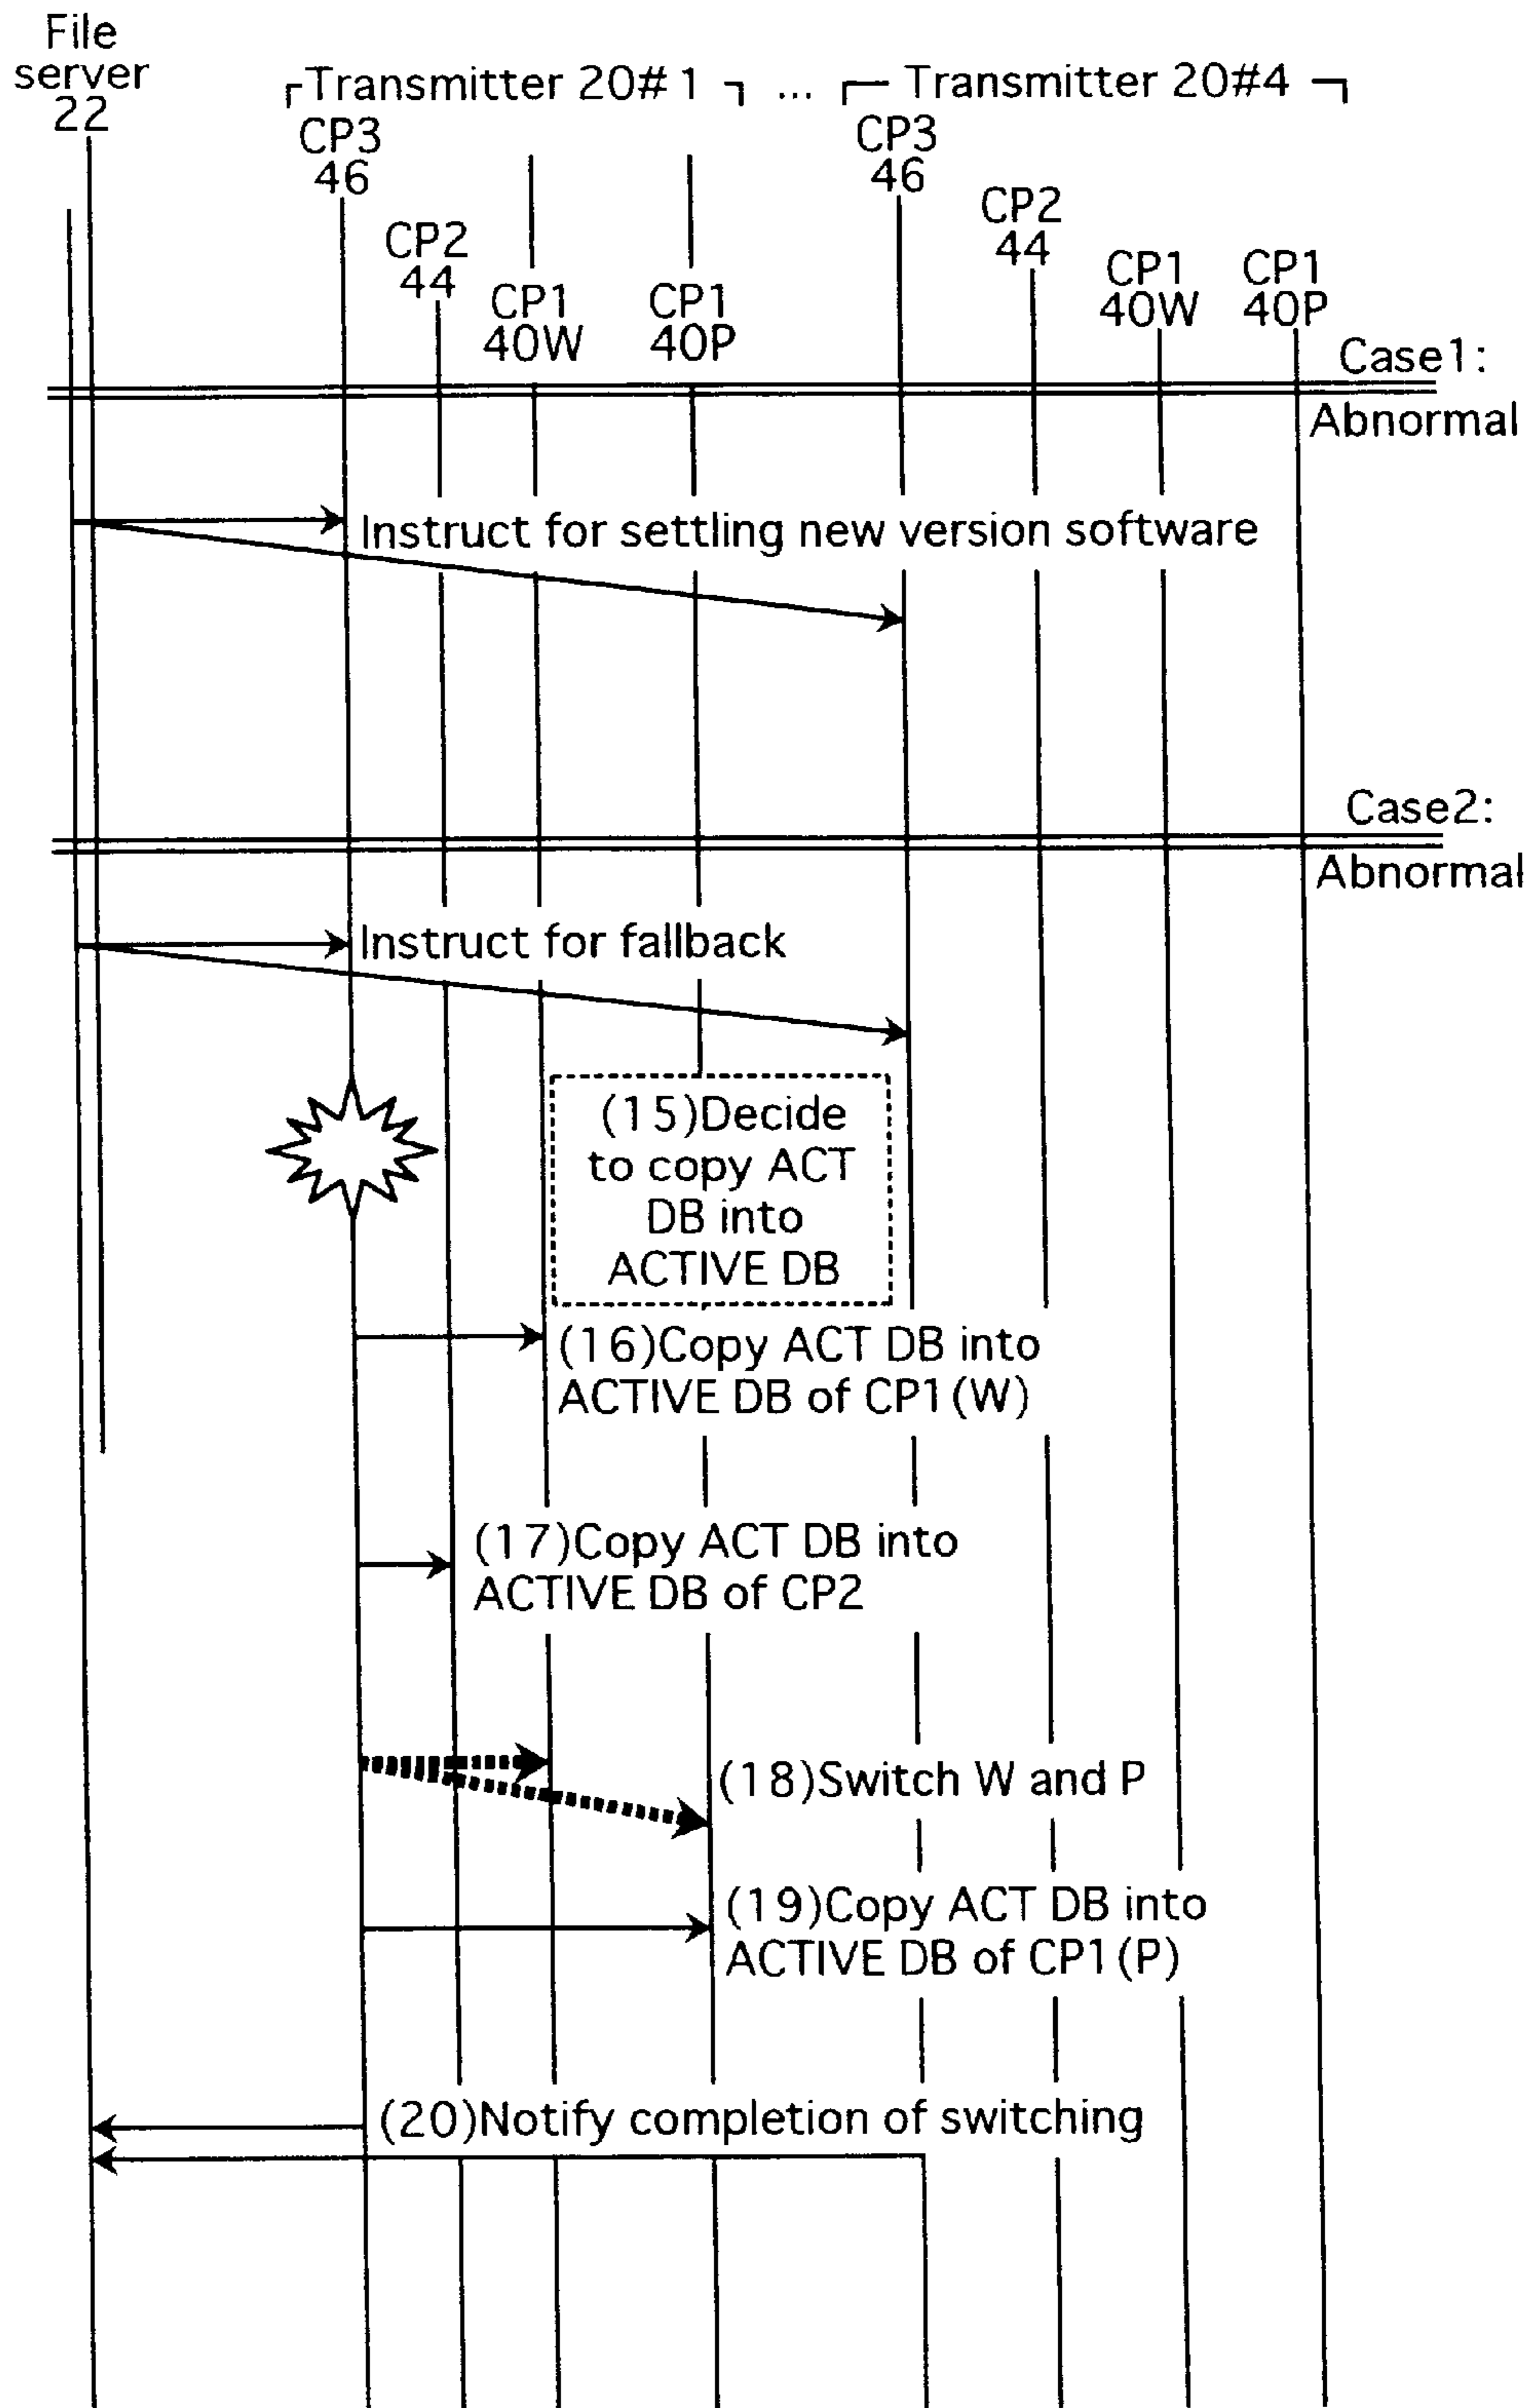 File
server
22
Transmitter 20#1 ... Transmitter 20#4
CP3
46
CP2
44
CP1
40W
CP1
40P
CP3
46
CP2
44
CP1
40W
CP1
40P
Case1:
Abnormal
Instruct for settling new version software
Case2:
Abnormal
Instruct for fallback
(15)Decide
to copy ACT
DB into
ACTIVE DB
(16)Copy ACT DB into
ACTIVE DB of CP1(W)
(17)Copy ACT DB into
ACTIVE DB of CP2
(18)Switch W and P
(19)Copy ACT DB into
ACTIVE DB of CP1(P)
(20)Notify completion of switching